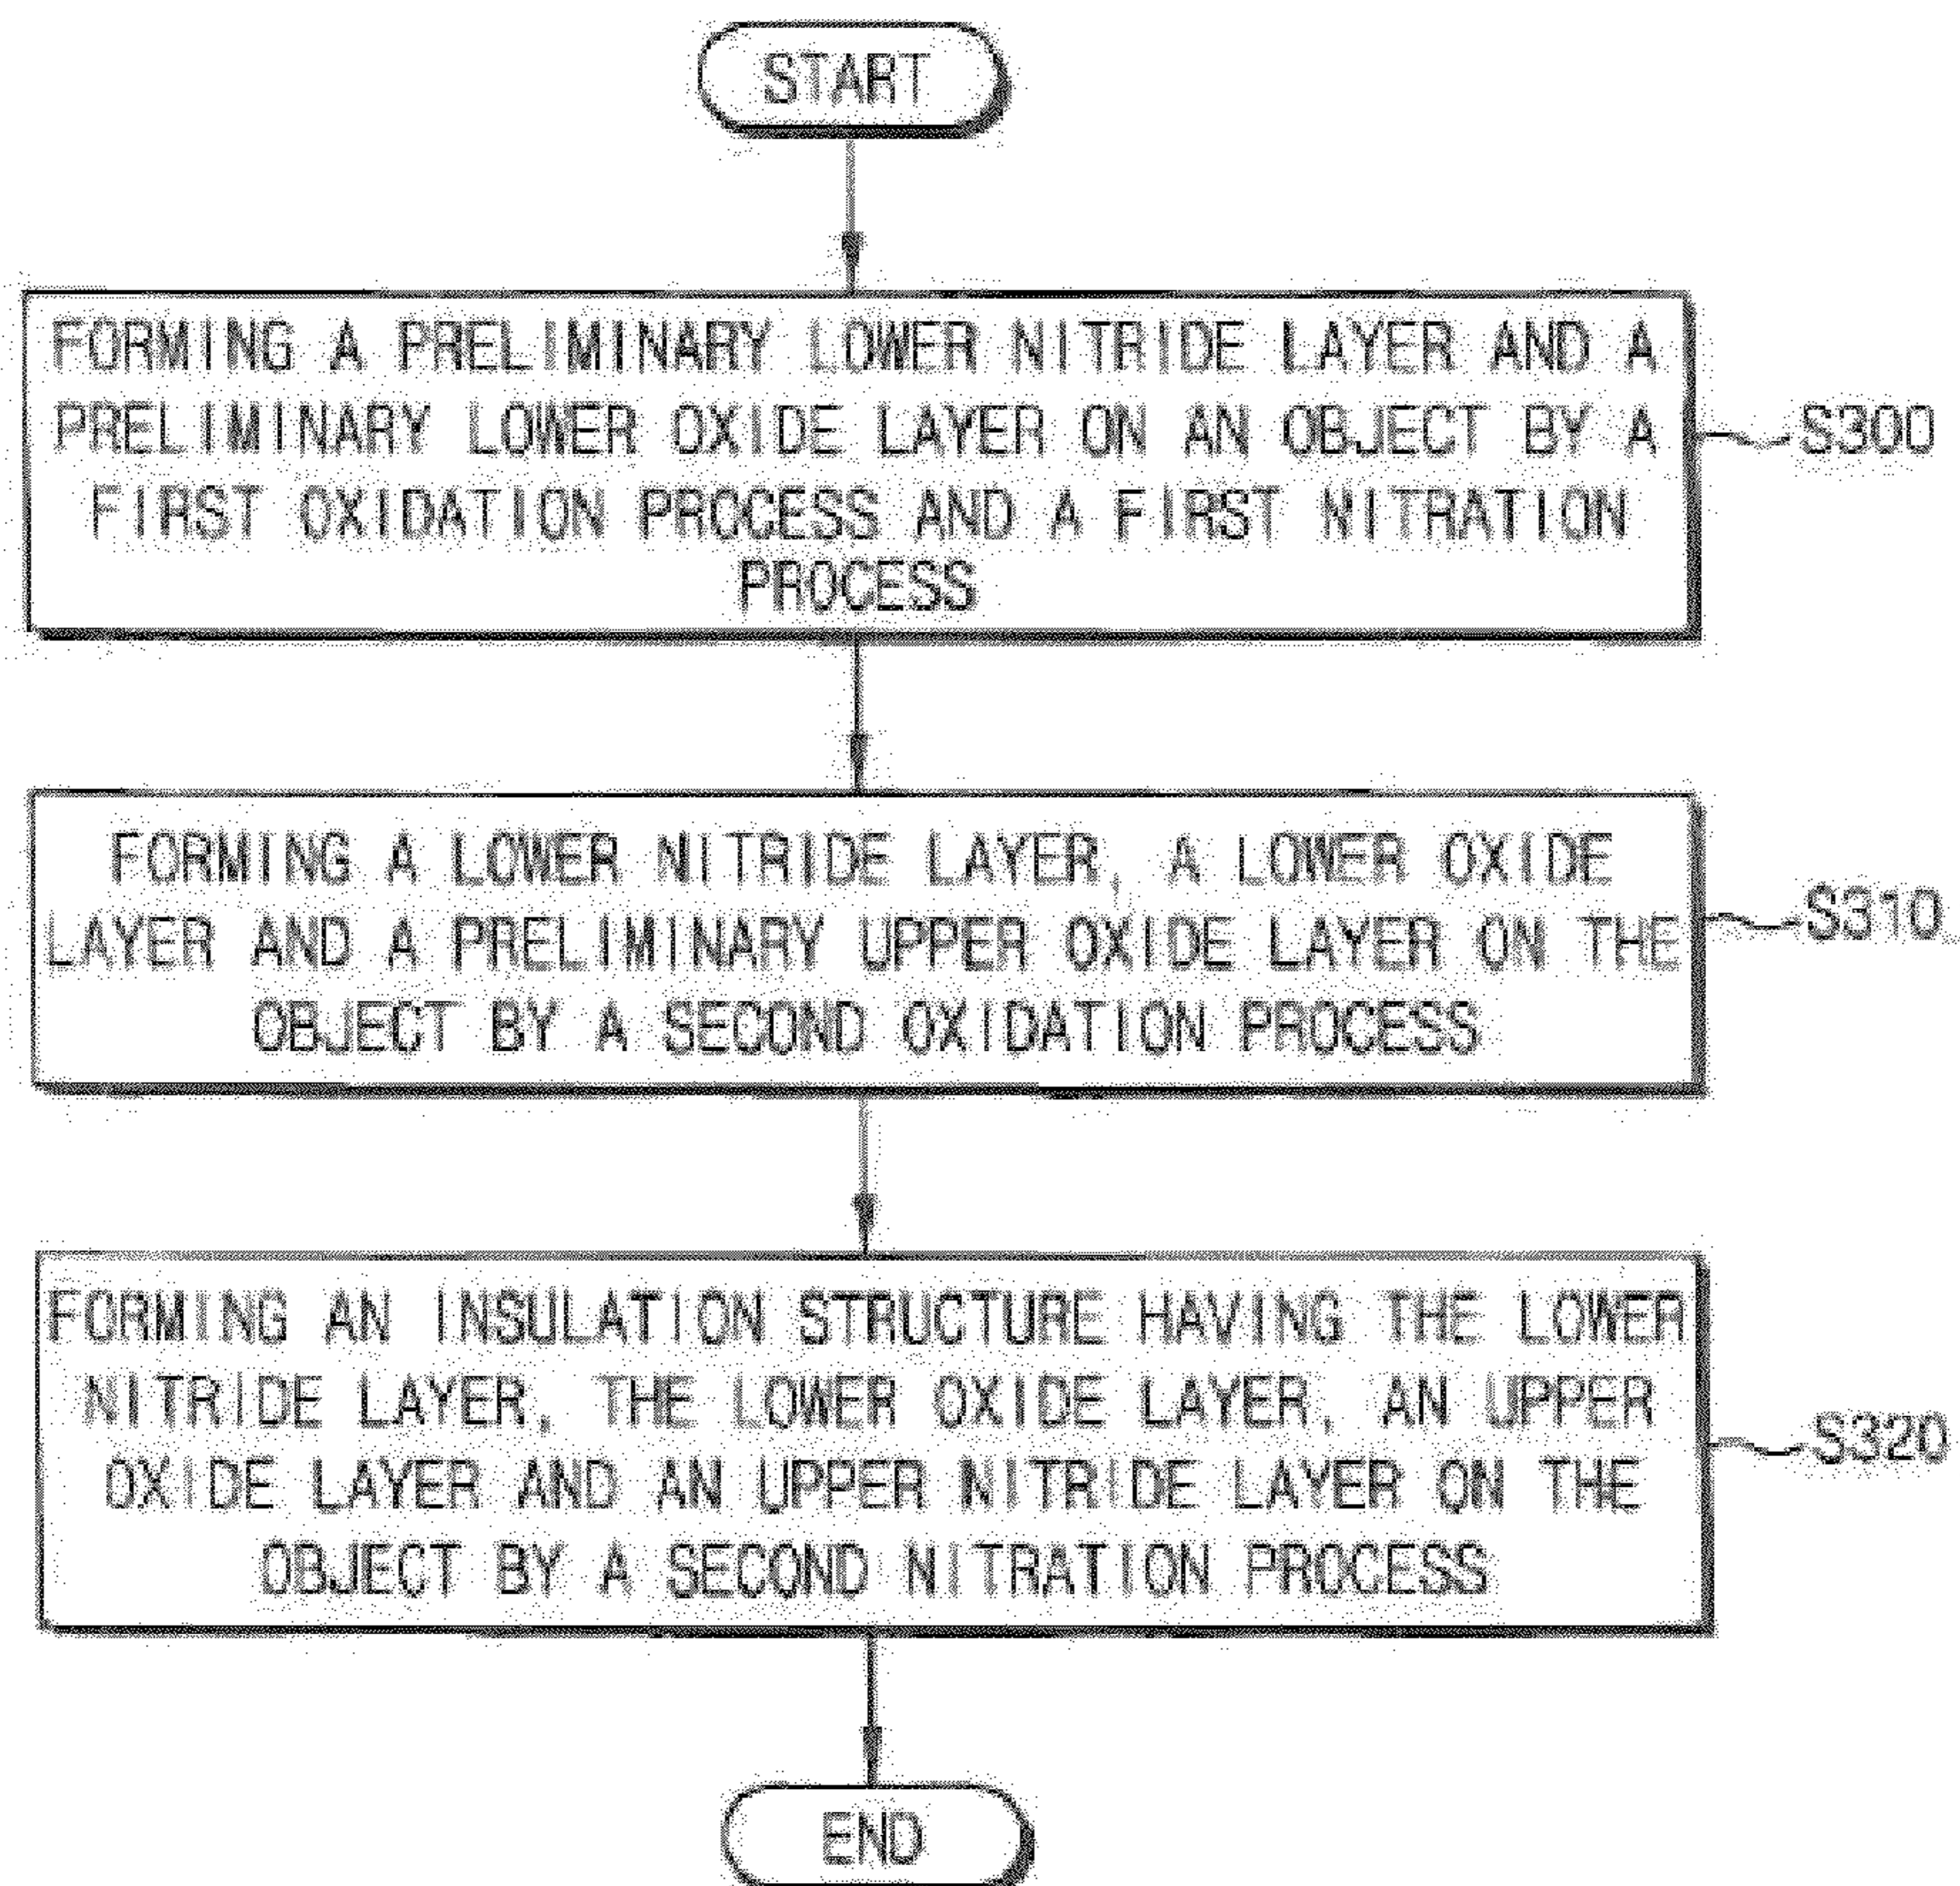 START
FORMING A PRELIMINARY LOWER NITRIDE LAYER AND A
PRELIMINARY LOWER OXIDE LAYER ON AN OBJECT BY A
FIRST OXIDATION PROCESS AND A FIRST NITRATION
PROCESS
S300
FORMING A LOWER NITRIDE LAYER, A LOWER OXIDE
LAYER AND A PRELIMINARY UPPER OXIDE LAYER ON THE
OBJECT BY A SECOND OXIDATION PROCESS
S310
FORMING AN INSULATION STRUCTURE HAVING THE LOWER
NITRIDE LAYER, THE LOWER OXIDE LAYER, AN UPPER
OXIDE LAYER AND AN UPPER NITRIDE LAYER ON THE
OBJECT BY A SECOND NITRATION PROCESS
S320
END